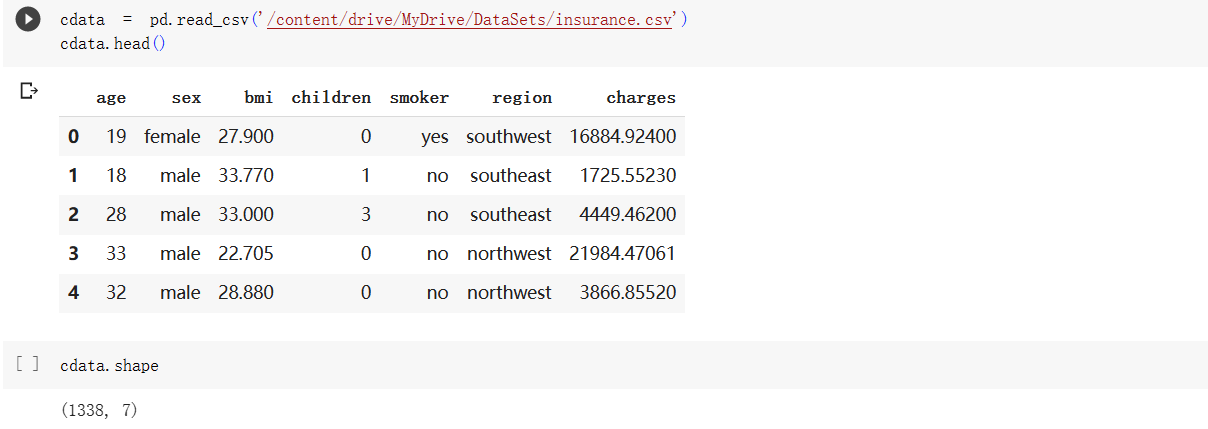 cdata = pd.read_csv('/content/drive/MyDrive/DataSets/insurance.csv')
cdata.head()
age sex bmi children smoker region charges
0 19 female 27.900 0 yes southwest 16884.92400
1 18 male 33.770 1 no southeast 1725.55230
2 28 male 33.000 3 no southeast 4449.46200
3 33 male 22.705 0 no northwest 21984.47061
4 32 male 28.880 0 no northwest 3866.85520
[ ] cdata.shape
(1338, 7)